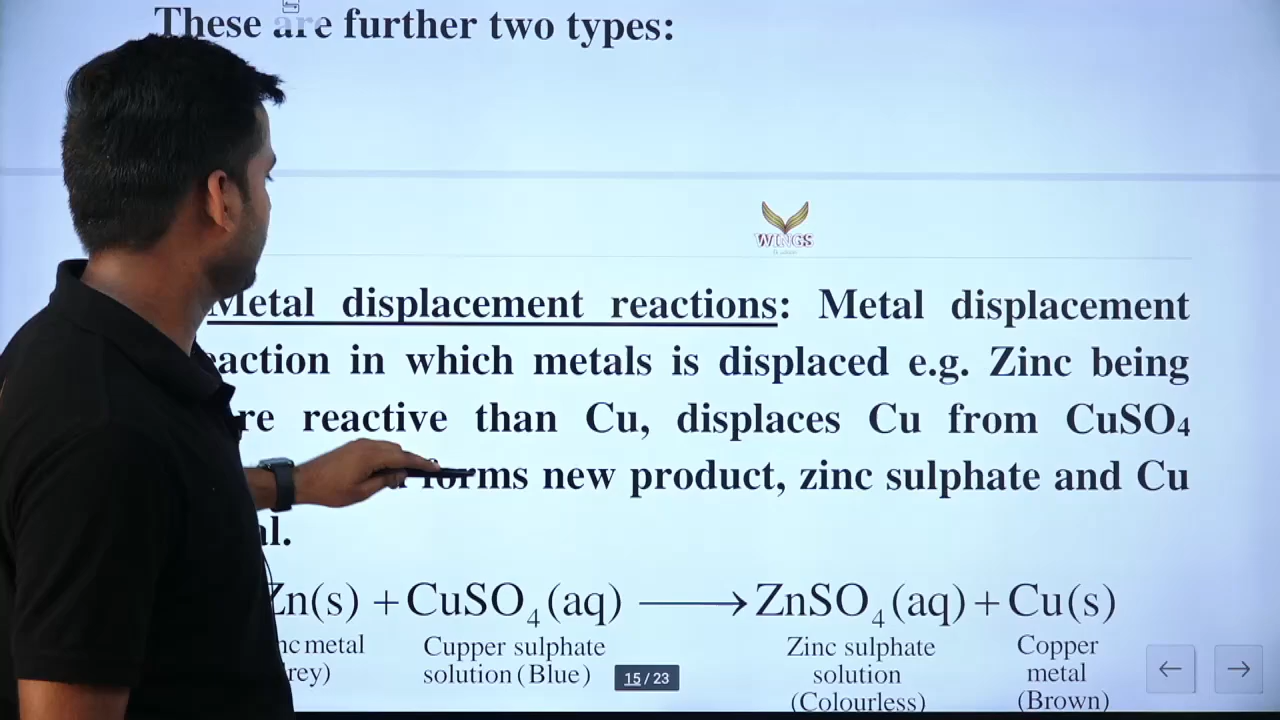 These are further two types:
WINGS
Metal displacement reactions: Metal displacement
eaction in which metals is displaced e.g. Zinc being
re reactive than Cu, displaces Cu from CuSO₄
forms new product, zinc sulphate and Cu
al.
Zn(s) + CuSO₄(aq) ⟶ ZnSO₄(aq) + Cu(s)
nc metal Cupper sulphate Zinc sulphate Copper
rey) solution (Blue) solution metal
(Colourless) (Brown)
15 / 23